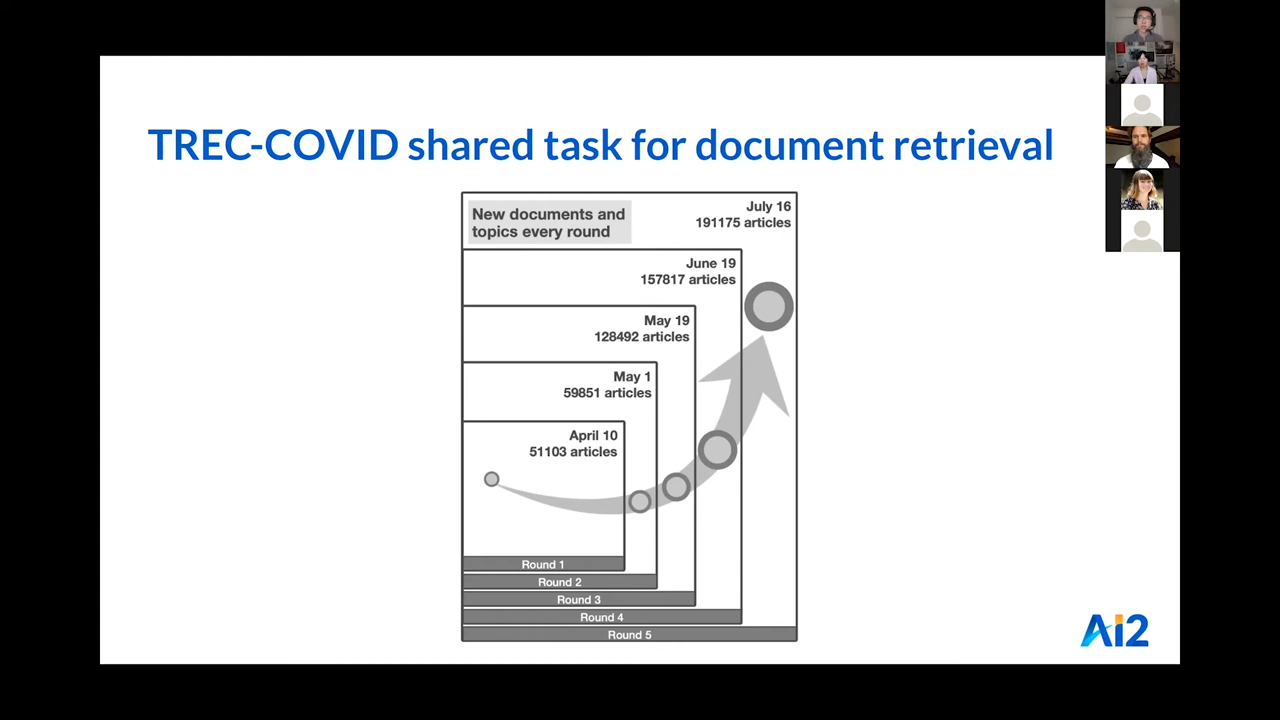 TREC-COVID shared task for document retrieval
New documents and
topics every round
July 16
191175 articles
June 19
157817 articles
May 19
128492 articles
May 1
59851 articles
April 10
51103 articles
Round 1
Round 2
Round 3
Round 4
Round 5
Ai2